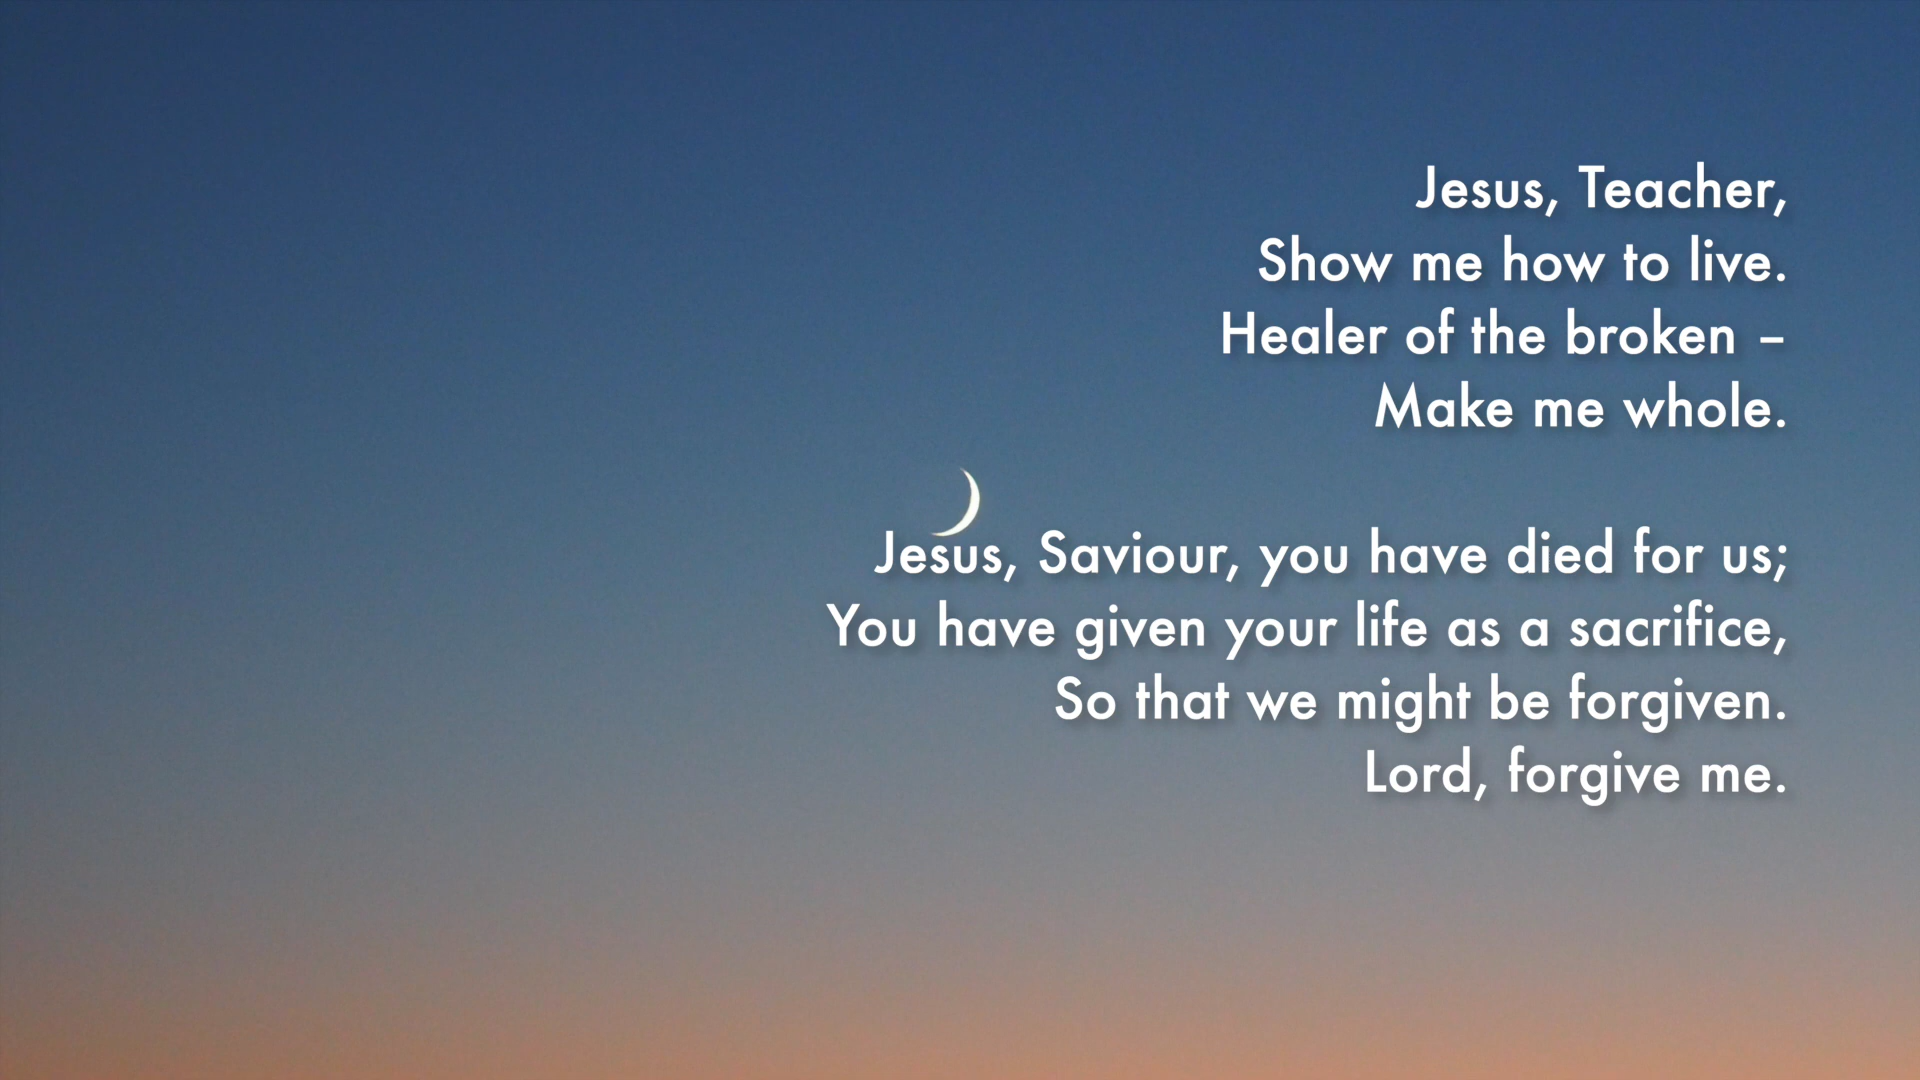 Jesus, Teacher,
Show me how to live.
Healer of the broken –
Make me whole.
Jesus, Saviour, you have died for us;
You have given your life as a sacrifice,
So that we might be forgiven.
Lord, forgive me.